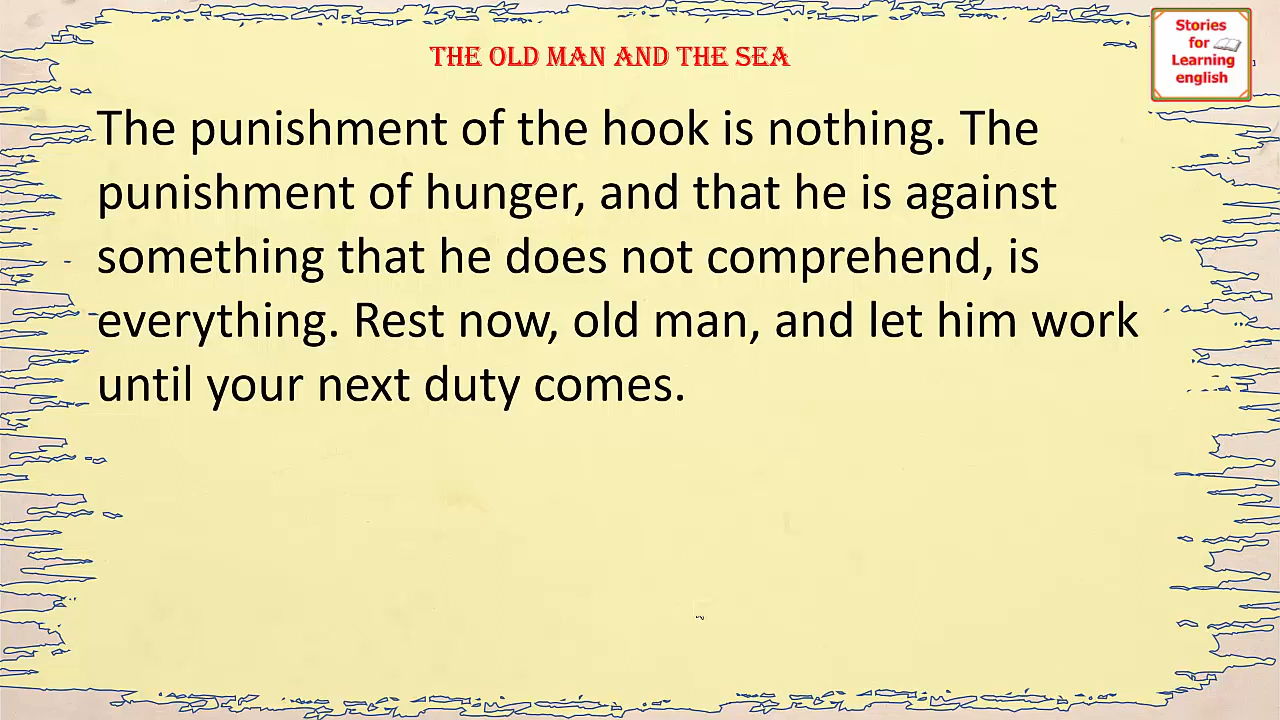 THE OLD MAN AND THE SEA
Stories
for
Learning
english
The punishment of the hook is nothing. The
punishment of hunger, and that he is against
something that he does not comprehend, is
everything. Rest now, old man, and let him work
until your next duty comes.